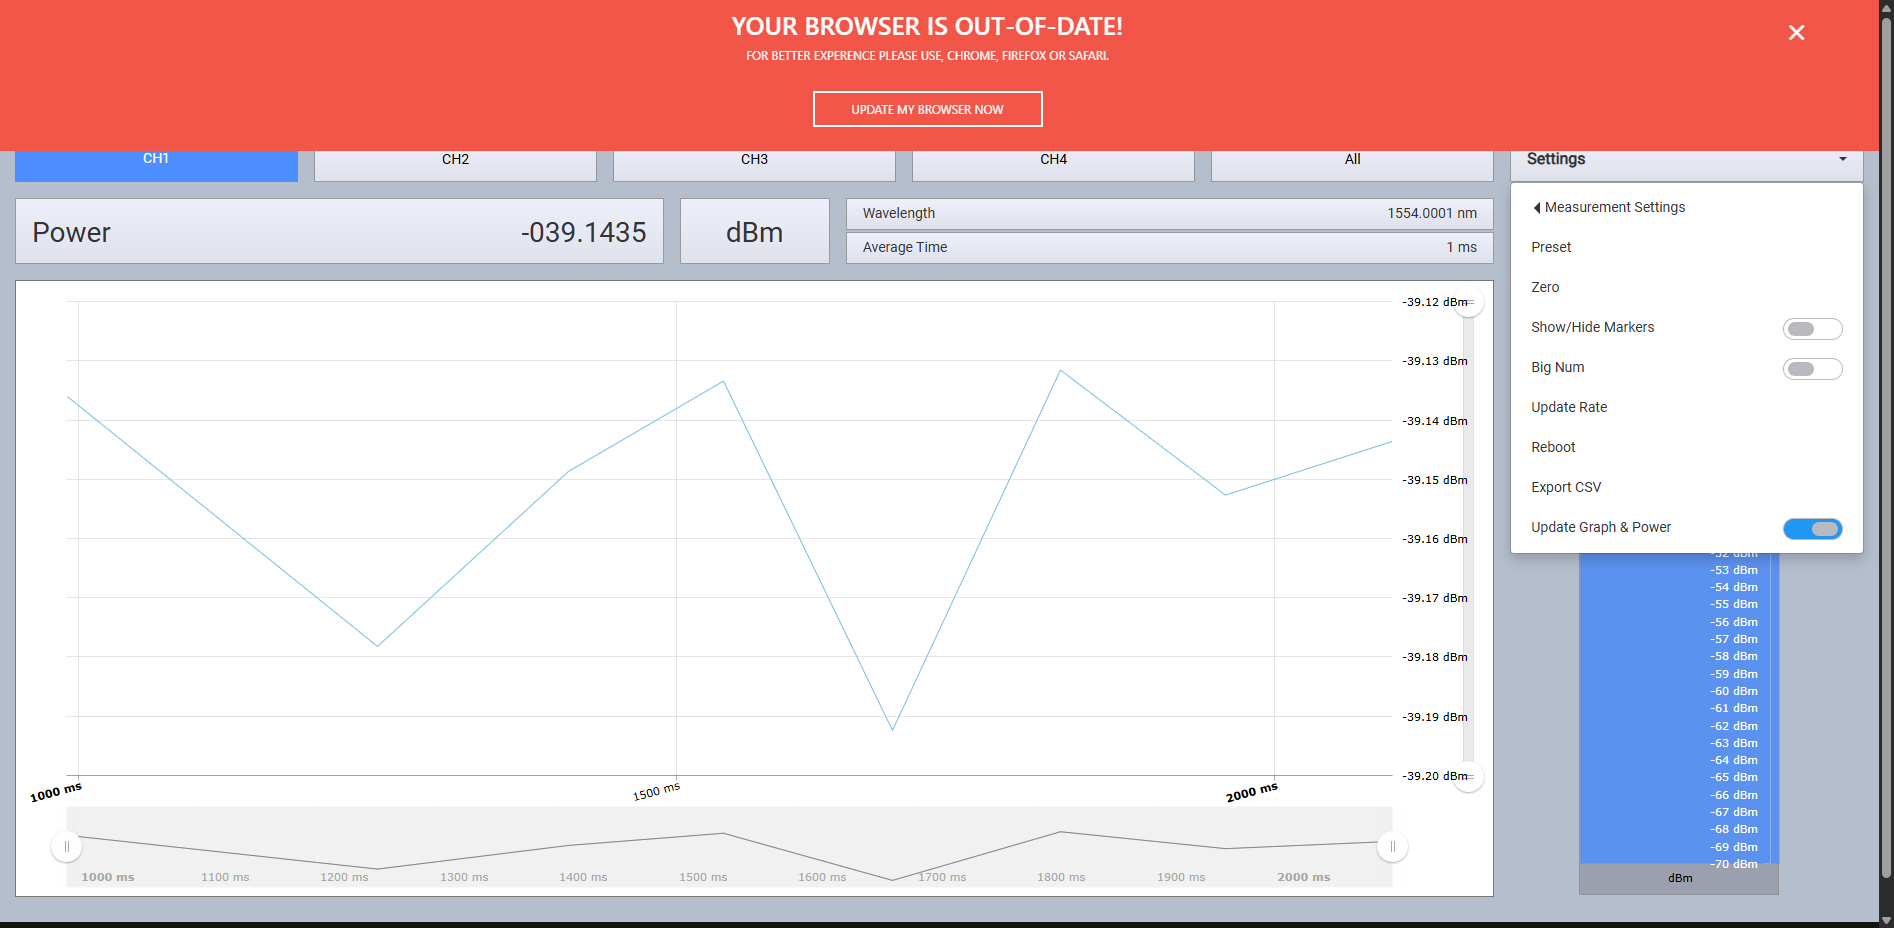 YOUR BROWSER IS OUT-OF-DATE!
FOR BETTER EXPERENCE PLEASE USE, CHROME, FIREFOX OR SAFARI.
UPDATE MY BROWSER NOW
CH1 CH2 CH3 CH4 All Settings
Power -039.1435 dBm
Wavelength 1554.0001 nm
Average Time 1 ms
Measurement Settings
Preset
Zero
Show/Hide Markers
Big Num
Update Rate
Reboot
Export CSV
Update Graph & Power
-39.12 dBm
-39.13 dBm
-39.14 dBm
-39.15 dBm
-39.16 dBm
-39.17 dBm
-39.18 dBm
-39.19 dBm
-39.20 dBm
1000 ms 1500 ms 2000 ms
1000 ms 1100 ms 1200 ms 1300 ms 1400 ms 1500 ms 1600 ms 1700 ms 1800 ms 1900 ms 2000 ms
-52 dBm
-53 dBm
-54 dBm
-55 dBm
-56 dBm
-57 dBm
-58 dBm
-59 dBm
-60 dBm
-61 dBm
-62 dBm
-63 dBm
-64 dBm
-65 dBm
-66 dBm
-67 dBm
-68 dBm
-69 dBm
-70 dBm
dBm